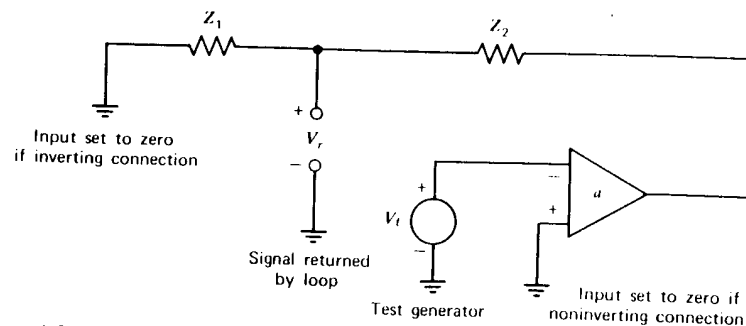 Z1
Z2
Input set to zero
if inverting connection
+
Vr
−
Signal returned
by loop
+
Vt
−
Test generator
−
+
a
Input set to zero if
noninverting connection